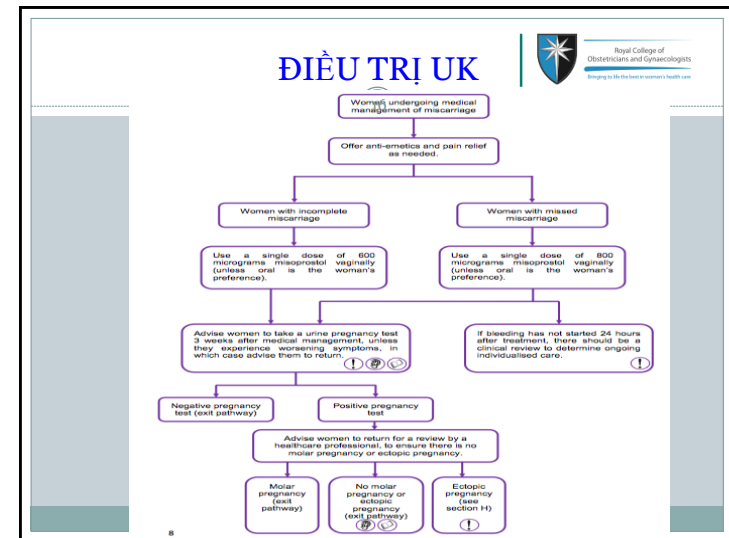 ĐIỀU TRỊ UK
Royal College of
Obstetricians and Gynaecologists
Bringing to life the best in women's health care
Women undergoing medical
management of miscarriage
Offer anti-emetics and pain relief
as needed.
Women with incomplete
miscarriage
Women with missed
miscarriage
Use a single dose of 600
micrograms misoprostol vaginally
(unless oral is the woman's
preference).
Use a single dose of 800
micrograms misoprostol vaginally
(unless oral is the woman's
preference).
Advise women to take a urine pregnancy test
3 weeks after medical management, unless
they experience worsening symptoms, in
which case advise them to return.
If bleeding has not started 24 hours
after treatment, there should be a
clinical review to determine ongoing
individualised care.
Negative pregnancy
test (exit pathway)
Positive pregnancy
test
Advise women to return for a review by a
healthcare professional, to ensure there is no
molar pregnancy or ectopic pregnancy.
Molar
pregnancy
(exit
pathway)
No molar
pregnancy or
ectopic
pregnancy
(exit pathway)
Ectopic
pregnancy
(see
section H)
8